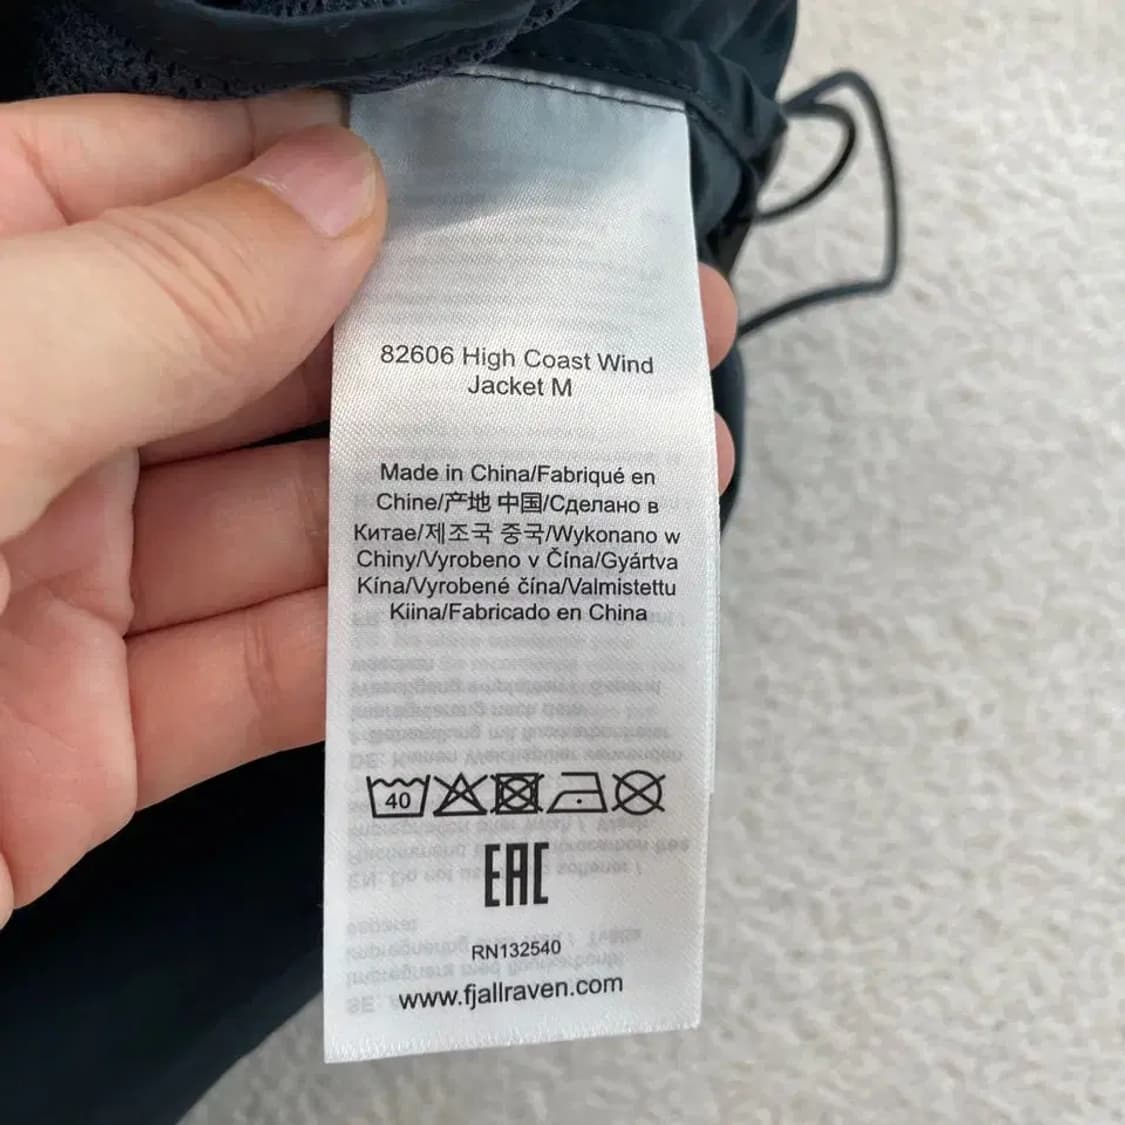 82606 High Coast Wind
Jacket M
Made in China/Fabriqué en
Chine/产地 中国/Сделано в
Китае/제조국 중국/Wykonano w
Chiny/Vyrobeno v Čína/Gyártva
Kína/Vyrobené čína/Valmistettu
Kiina/Fabricado en China
40
EAC
RN132540
www.fjallraven.com